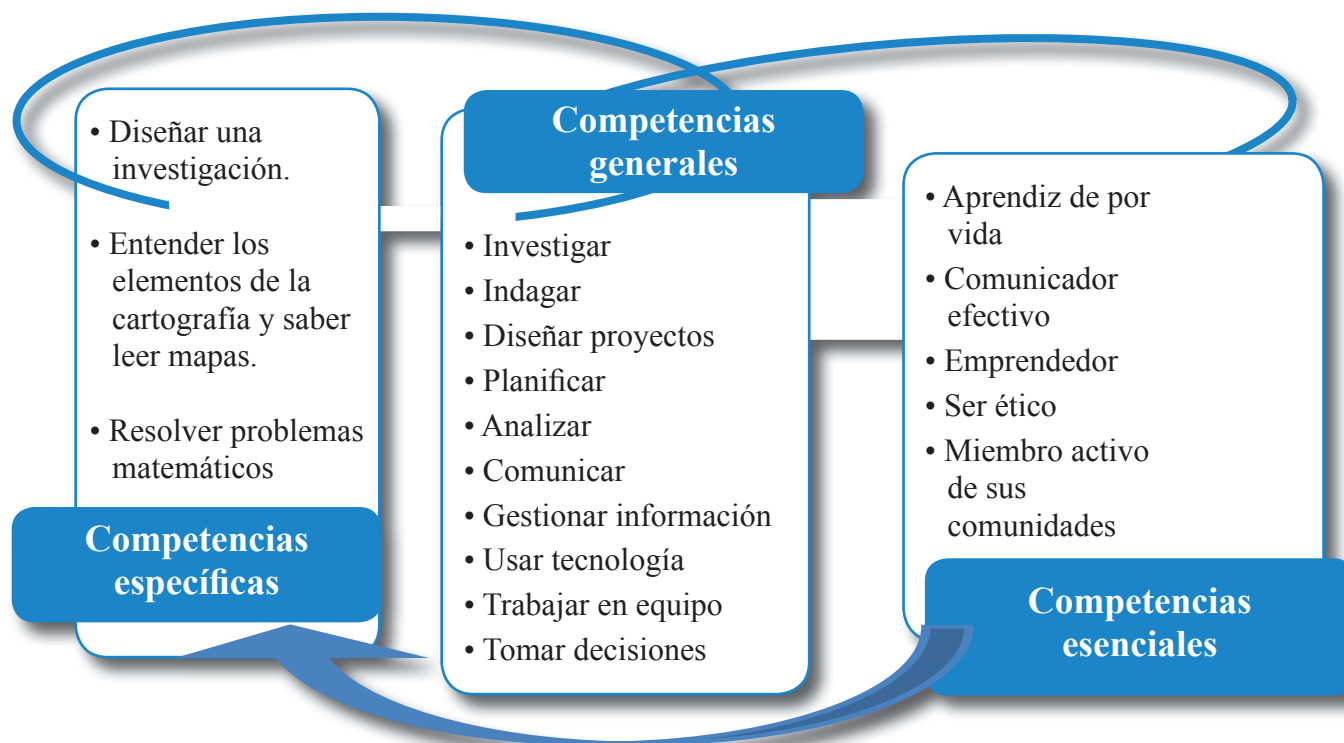 • Diseñar una
investigación.
• Entender los
elementos de la
cartografía y saber
leer mapas.
• Resolver problemas
matemáticos
Competencias
específicas
Competencias
generales
• Investigar
• Indagar
• Diseñar proyectos
• Planificar
• Analizar
• Comunicar
• Gestionar información
• Usar tecnología
• Trabajar en equipo
• Tomar decisiones
• Aprendiz de por
vida
• Comunicador
efectivo
• Emprendedor
• Ser ético
• Miembro activo
de sus
comunidades
Competencias
esenciales